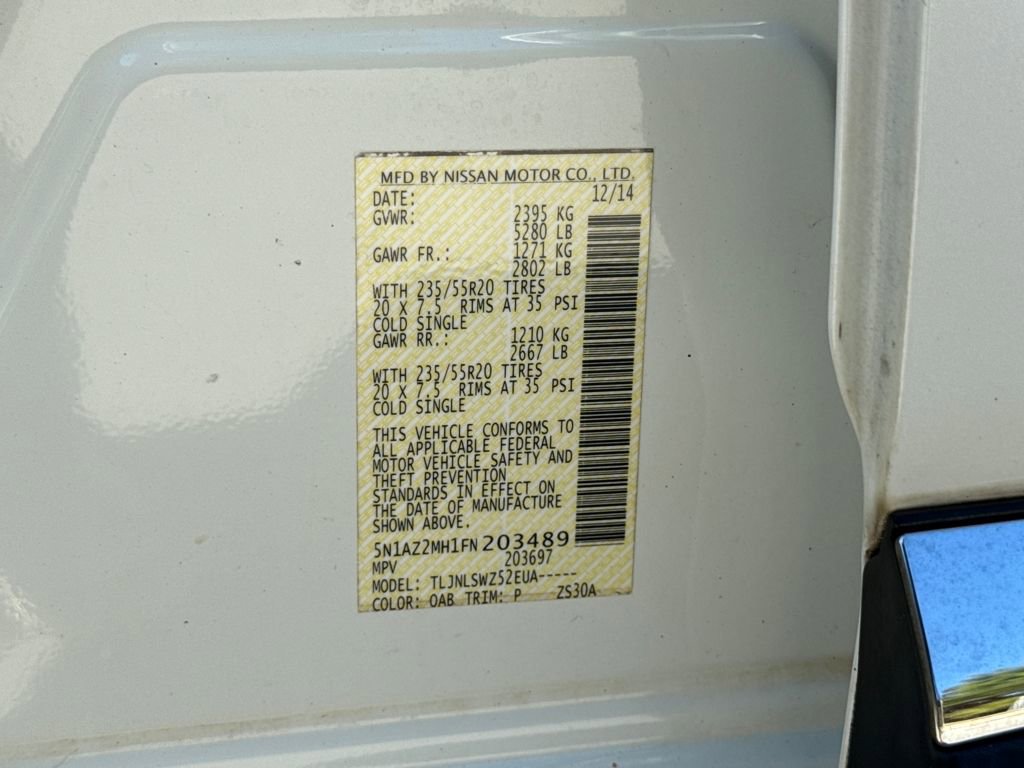 MFD BY NISSAN MOTOR CO., LTD.
DATE: 12/14
GVWR: 2395 KG
5280 LB
GAWR FR.: 1271 KG
2802 LB
WITH 235/55R20 TIRES
20 X 7.5 RIMS AT 35 PSI
COLD SINGLE
GAWR RR.: 1210 KG
2667 LB
WITH 235/55R20 TIRES
20 X 7.5 RIMS AT 35 PSI
COLD SINGLE
THIS VEHICLE CONFORMS TO
ALL APPLICABLE FEDERAL
MOTOR VEHICLE SAFETY AND
THEFT PREVENTION
STANDARDS IN EFFECT ON
THE DATE OF MANUFACTURE
SHOWN ABOVE.
5N1AZ2MH1FN203489
MPV 203697
MODEL: TLJNLSWZ52EUA-----
COLOR: QAB TRIM: P ZS30A